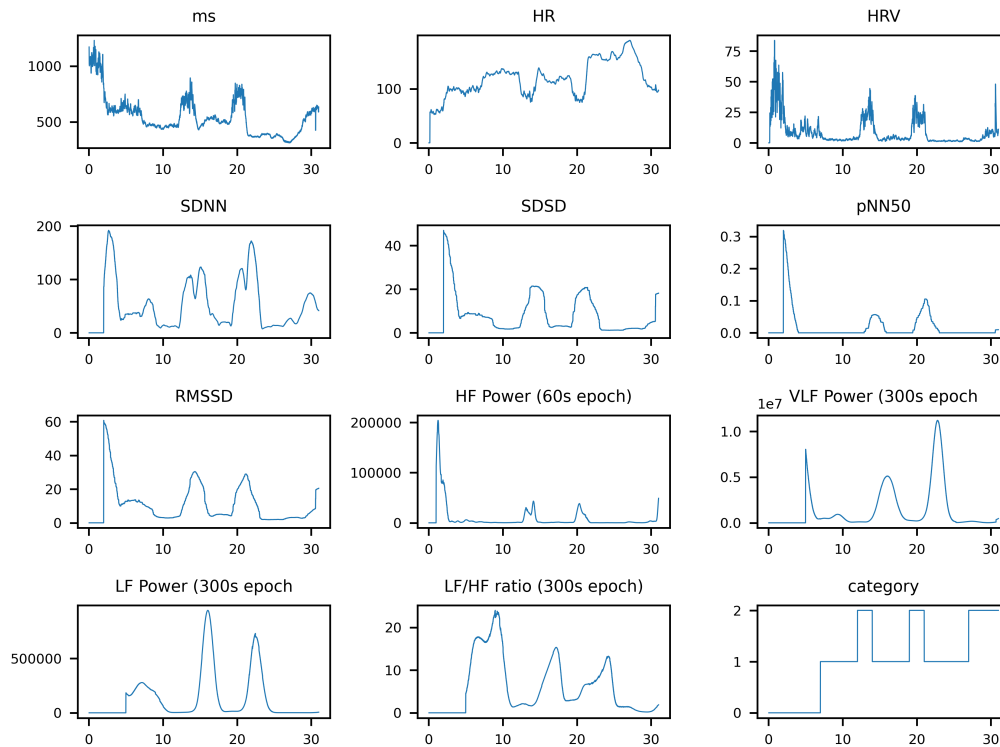 ms HR HRV
1000 500
0 10 20 30
100 0
0 10 20 30
75 50 25 0
0 10 20 30
SDNN SDSD pNN50
200 100 0
0 10 20 30
40 20 0
0 10 20 30
0.3 0.2 0.1 0.0
0 10 20 30
RMSSD HF Power (60s epoch) VLF Power (300s epoch
60 40 20 0
0 10 20 30
200000 100000 0
0 10 20 30
1e7
1.0 0.5 0.0
0 10 20 30
LF Power (300s epoch LF/HF ratio (300s epoch) category
500000 0
0 10 20 30
20 10 0
0 10 20 30
2 1 0
0 10 20 30